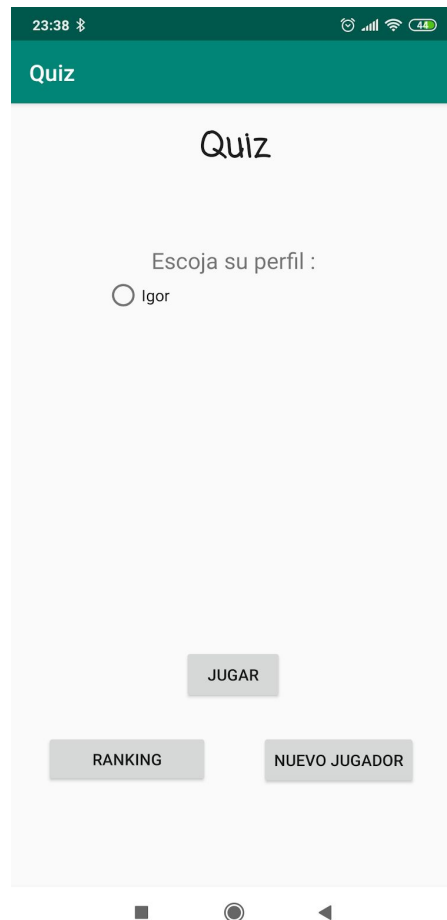 23:38
44
Quiz
Quiz
Escoja su perfil :
Igor
JUGAR
RANKING
NUEVO JUGADOR